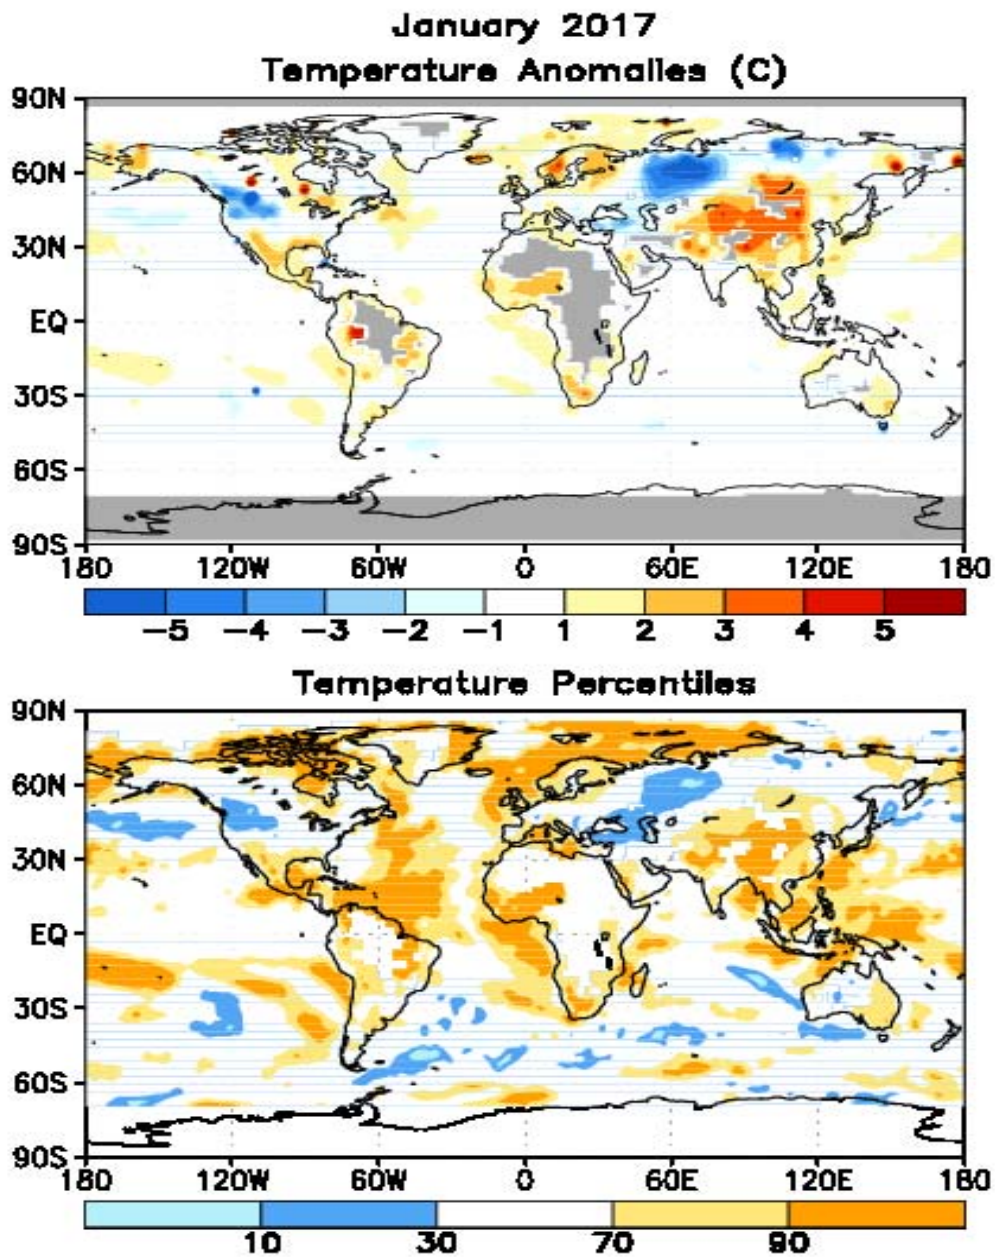 January 2017
Temperature Anomalies (C)
90N
60N
30N
EQ
30S
60S
90S
180 120W 60W 0 60E 120E 180
−5 −4 −3 −2 −1 1 2 3 4 5
Temperature Percentiles
90N
60N
30N
EQ
30S
60S
90S
180 120W 60W 0 60E 120E 180
10 30 70 90